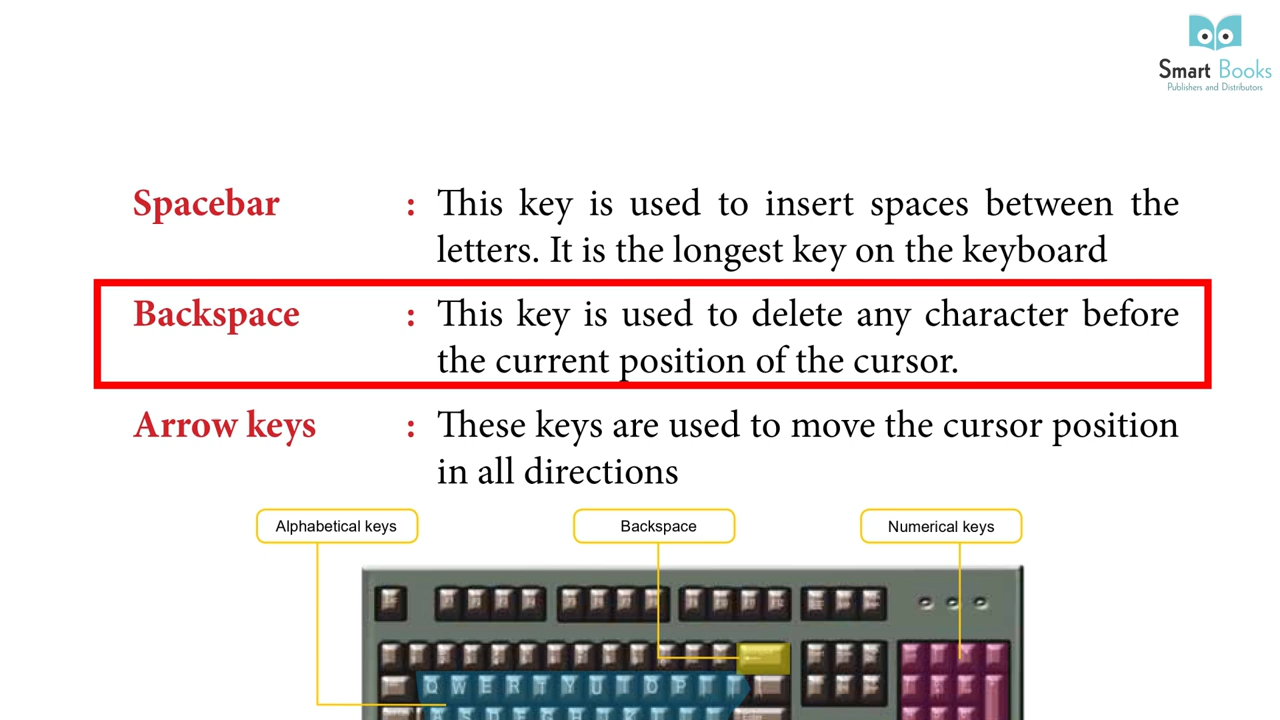 Smart Books
Publishers and Distributors
Spacebar : This key is used to insert spaces between the
letters. It is the longest key on the keyboard
Backspace : This key is used to delete any character before
the current position of the cursor.
Arrow keys : These keys are used to move the cursor position
in all directions
Alphabetical keys
Backspace
Numerical keys
Q W E R T Y U I O P